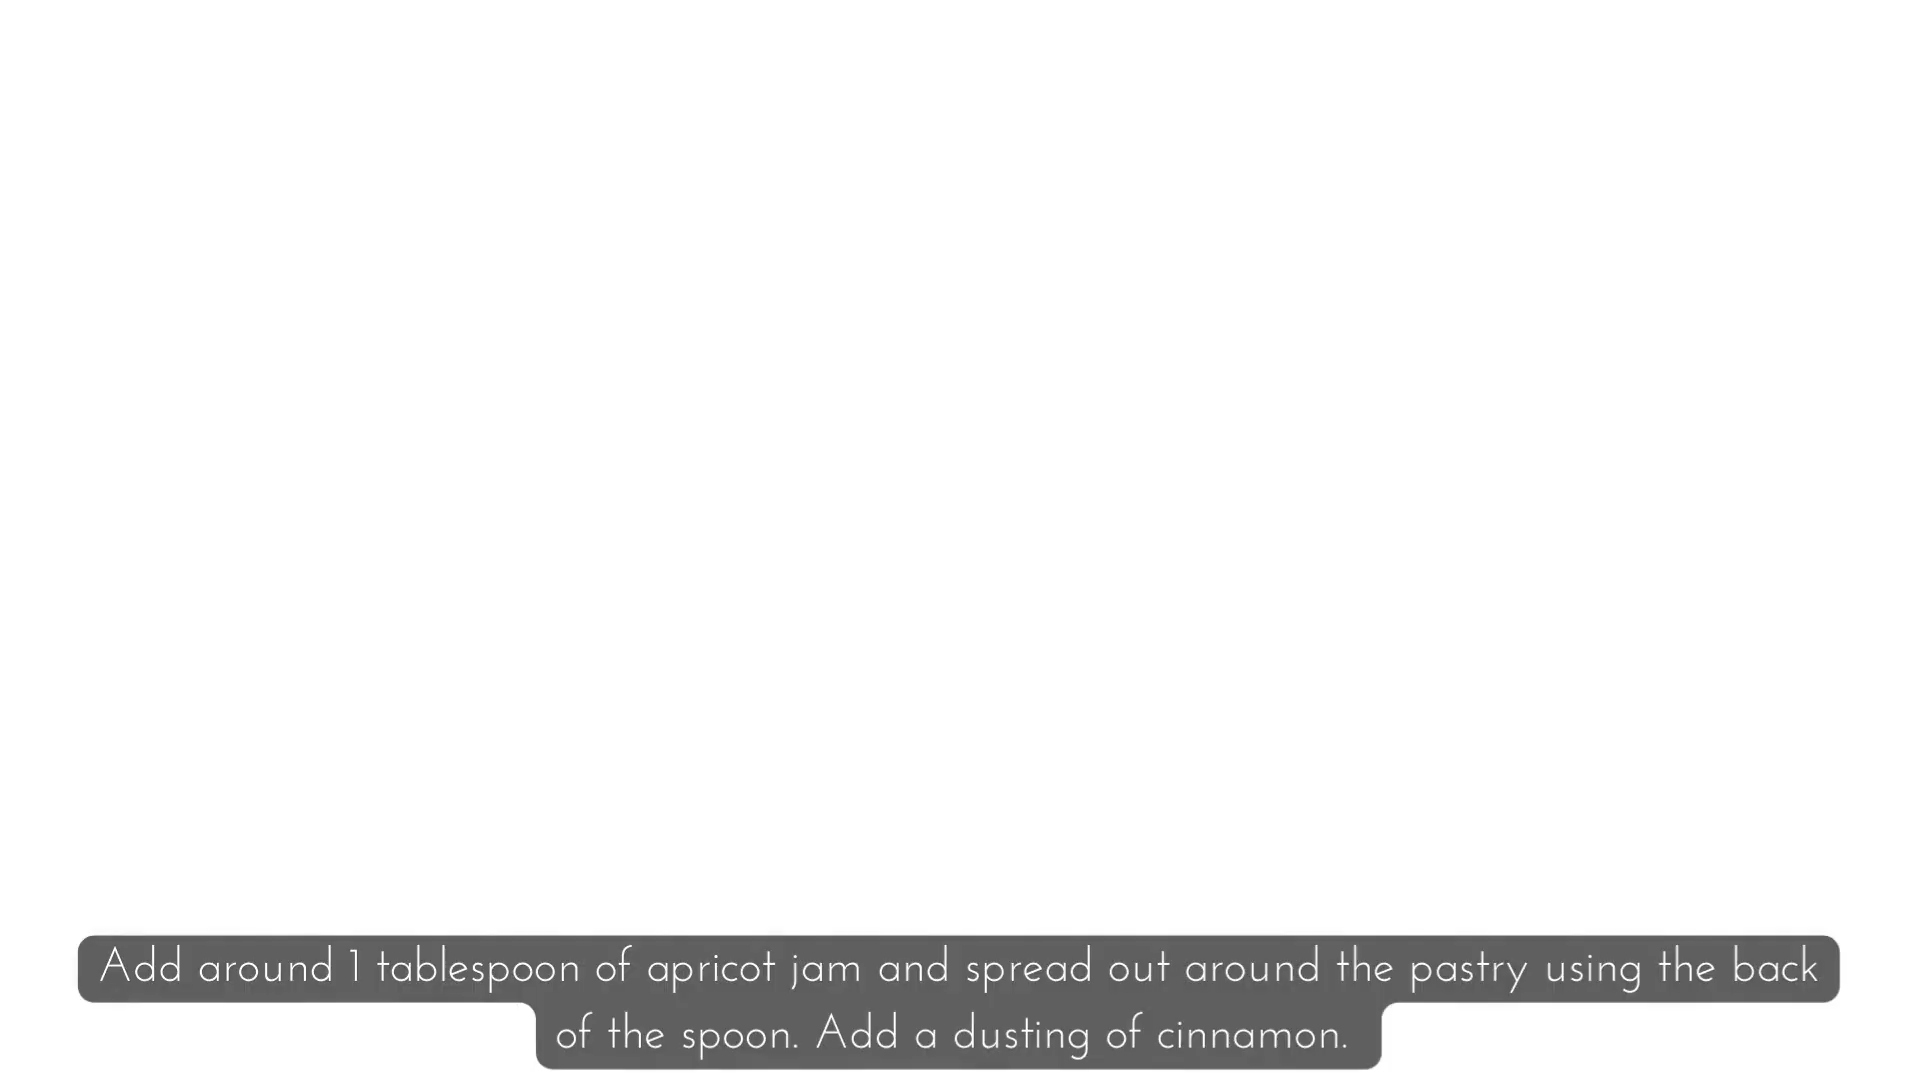 Add around 1 tablespoon of apricot jam and spread out around the pastry using the back
of the spoon. Add a dusting of cinnamon.